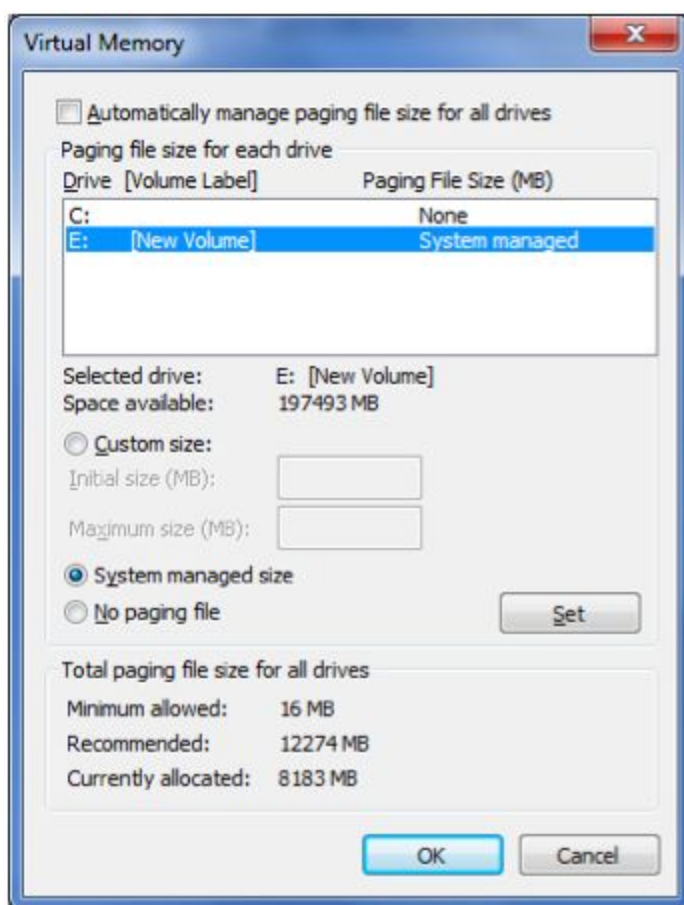 Virtual Memory
Automatically manage paging file size for all drives
Paging file size for each drive
Drive [Volume Label] Paging File Size (MB)
C: None
E: [New Volume] System managed
Selected drive: E: [New Volume]
Space available: 197493 MB
Custom size:
Initial size (MB):
Maximum size (MB):
System managed size
No paging file Set
Total paging file size for all drives
Minimum allowed: 16 MB
Recommended: 12274 MB
Currently allocated: 8183 MB
OK Cancel